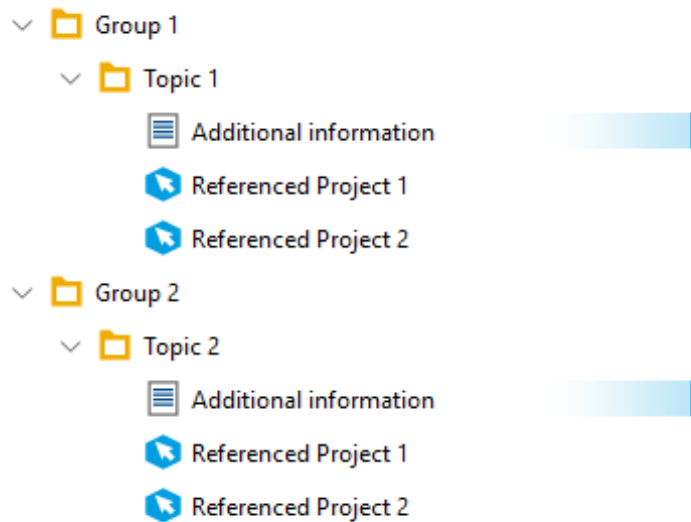 Group 1
Topic 1
Additional information
Referenced Project 1
Referenced Project 2
Group 2
Topic 2
Additional information
Referenced Project 1
Referenced Project 2